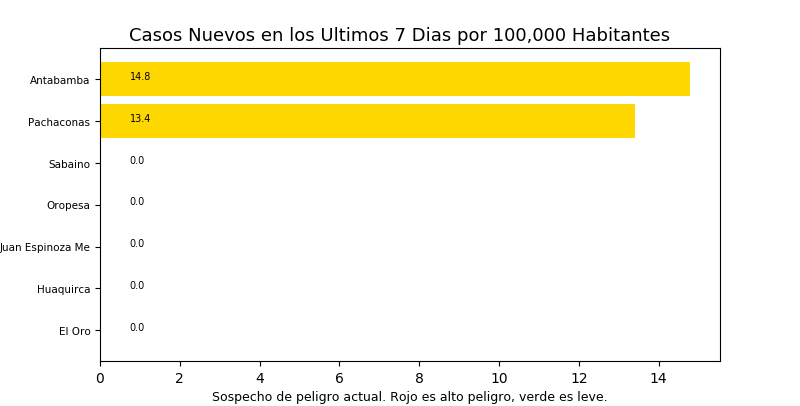 Casos Nuevos en los Ultimos 7 Dias por 100,000 Habitantes
Antabamba 14.8
Pachaconas 13.4
Sabaino 0.0
Oropesa 0.0
Juan Espinoza Me 0.0
Huaquirca 0.0
El Oro 0.0
0 2 4 6 8 10 12 14
Sospecho de peligro actual. Rojo es alto peligro, verde es leve.